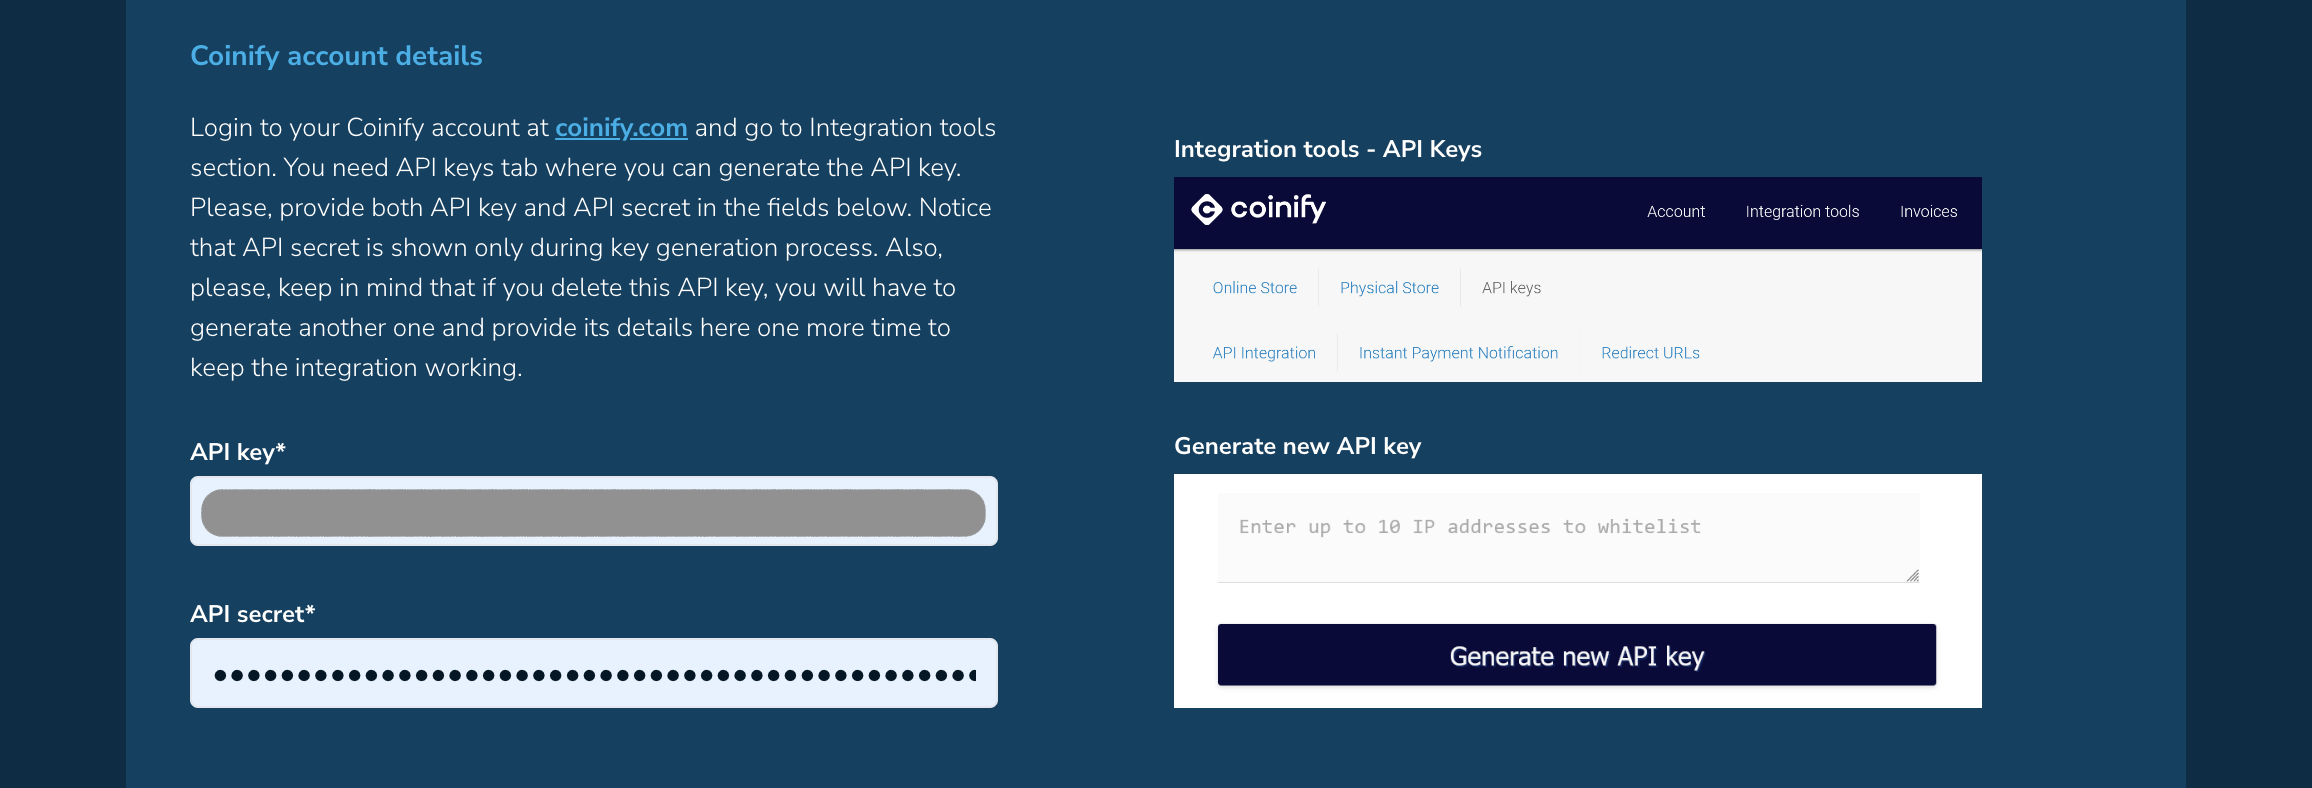 Coinify account details
Login to your Coinify account at coinify.com and go to Integration tools
section. You need API keys tab where you can generate the API key.
Please, provide both API key and API secret in the fields below. Notice
that API secret is shown only during key generation process. Also,
please, keep in mind that if you delete this API key, you will have to
generate another one and provide its details here one more time to
keep the integration working.
API key*
API secret*
Integration tools - API Keys
coinify
Account Integration tools Invoices
Online Store Physical Store API keys
API Integration Instant Payment Notification Redirect URLs
Generate new API key
Enter up to 10 IP addresses to whitelist
Generate new API key